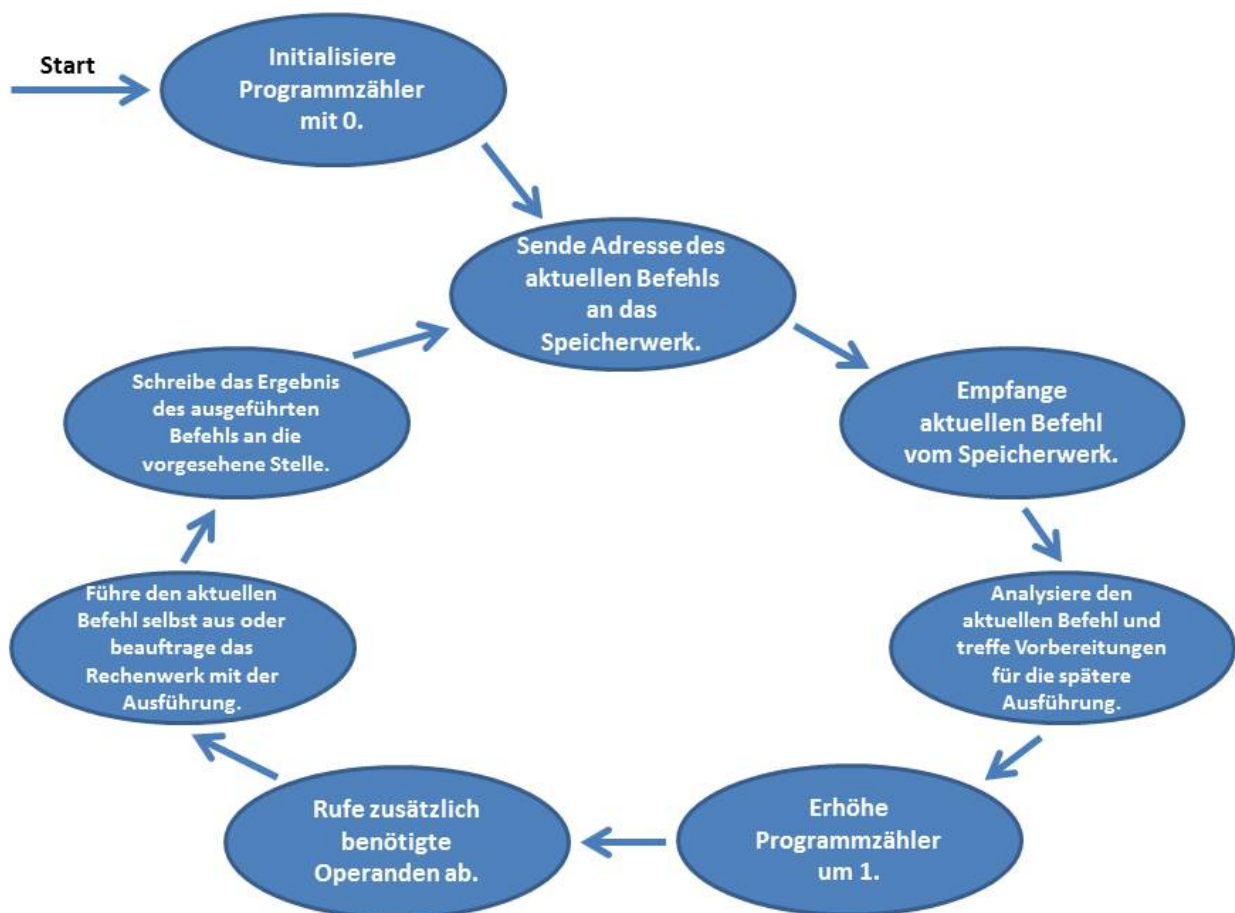 Start
Initialisiere
Programmzähler
mit 0.
Sende Adresse des
aktuellen Befehls
an das
Speicherwerk.
Empfange
aktuellen Befehl
vom Speicherwerk.
Analysiere den
aktuellen Befehl und
treffe Vorbereitungen
für die spätere
Ausführung.
Erhöhe
Programmzähler
um 1.
Rufe zusätzlich
benötigte
Operanden ab.
Führe den aktuellen
Befehl selbst aus oder
beauftrage das
Rechenwerk mit der
Ausführung.
Schreibe das Ergebnis
des ausgeführten
Befehls an die
vorgesehene Stelle.